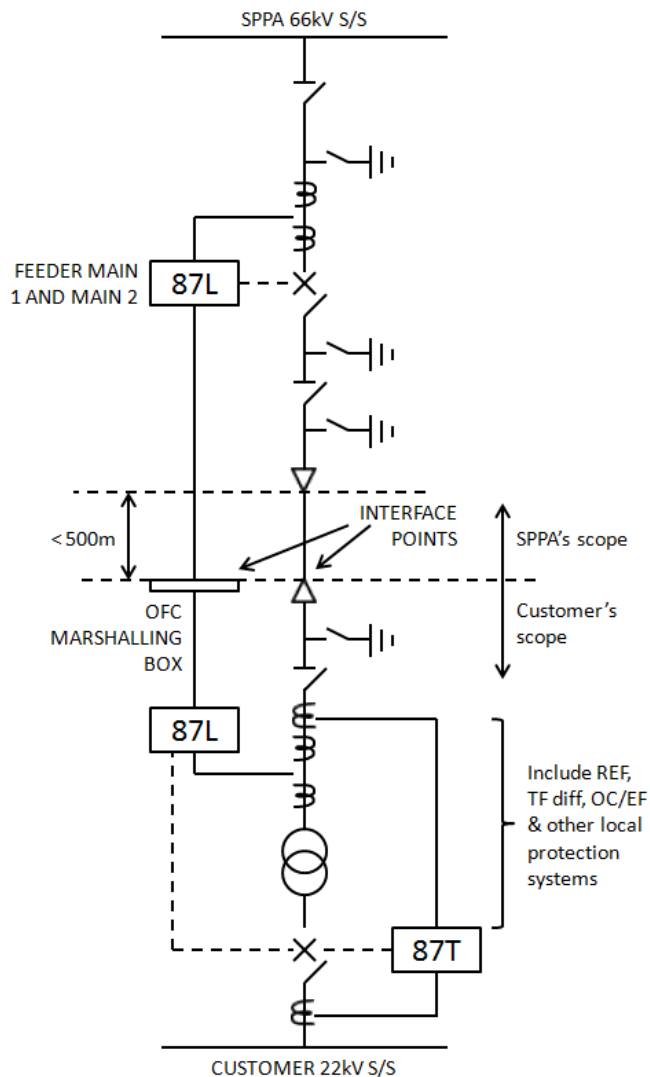 SPPA 66kV S/S
FEEDER MAIN
1 AND MAIN 2
87L
< 500m
INTERFACE
POINTS
SPPA's scope
OFC
MARSHALLING
BOX
Customer's
scope
87L
Include REF,
TF diff, OC/EF
& other local
protection
systems
87T
CUSTOMER 22kV S/S